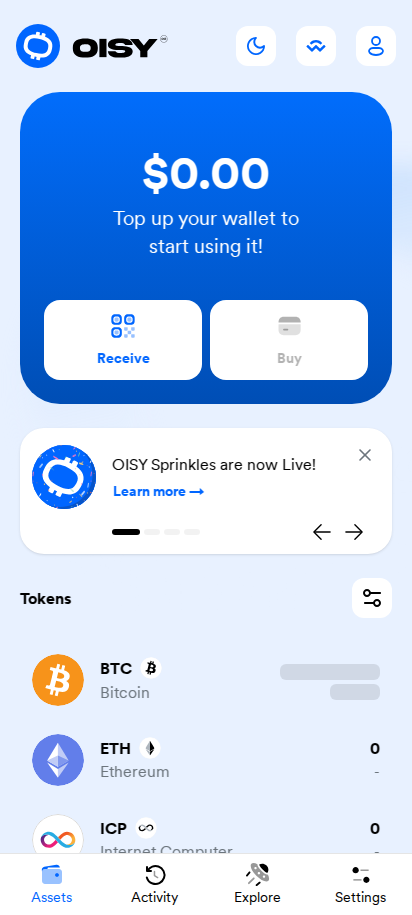 OISY
$0.00
Top up your wallet to
start using it!
Receive
Buy
OISY Sprinkles are now Live!
Learn more →
Tokens
BTC
Bitcoin
ETH
0
Ethereum
-
ICP
0
Internet Computer
-
Assets
Activity
Explore
Settings